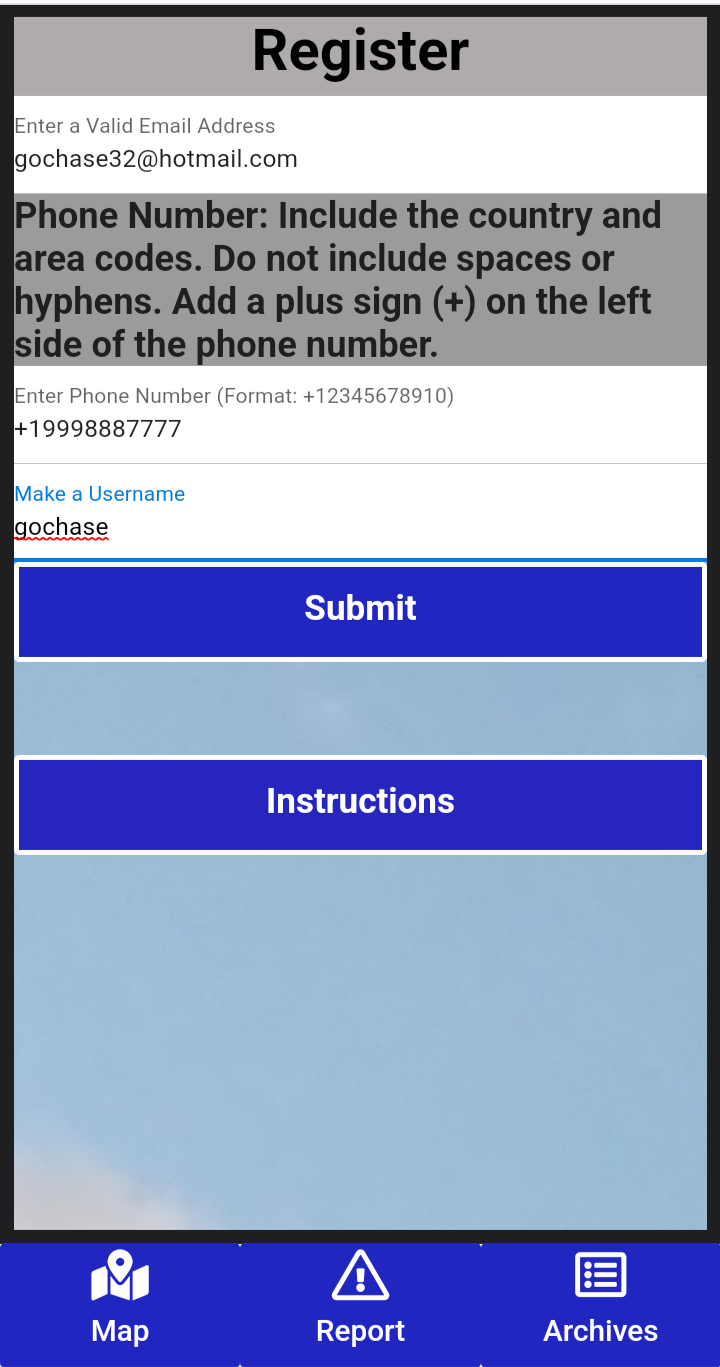 Register
Enter a Valid Email Address
gochase32@hotmail.com
Phone Number: Include the country and
area codes. Do not include spaces or
hyphens. Add a plus sign (+) on the left
side of the phone number.
Enter Phone Number (Format: +12345678910)
+19998887777
Make a Username
gochase
Submit
Instructions
Map
Report
Archives